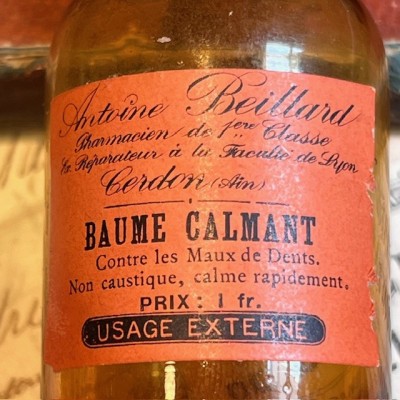 Antoine Beillard
Pharmacien de 1ère Classe
Ex. Préparateur à la Faculté de Lyon
Cerdon (Ain)
BAUME CALMANT
Contre les Maux de Dents.
Non caustique, calme rapidement.
PRIX : 1 fr.
USAGE EXTERNE